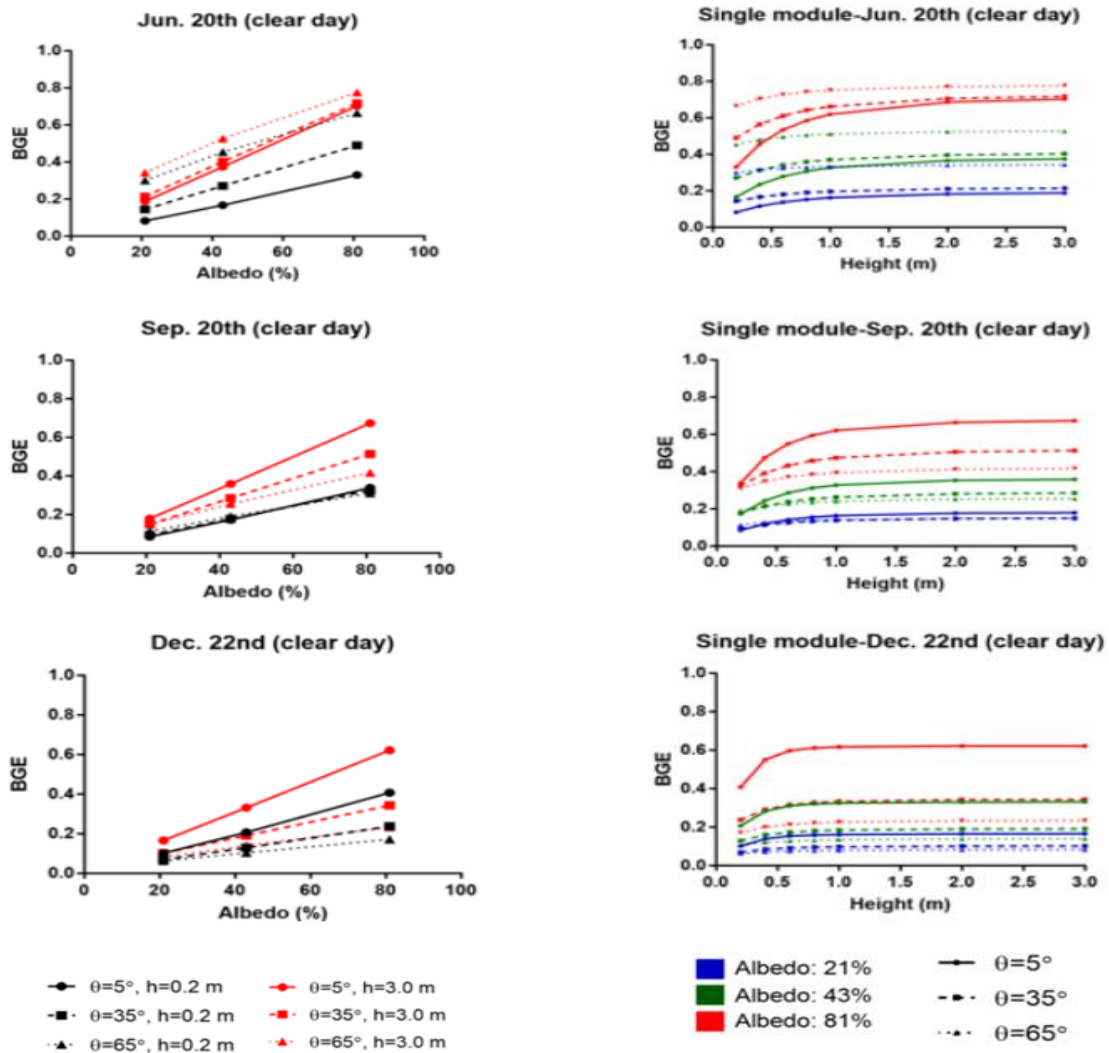 Jun. 20th (clear day)
1.0
0.8
0.6
0.4
0.2
0.0
BGE
0 20 40 60 80 100
Albedo (%)
Single module-Jun. 20th (clear day)
1.0
0.8
0.6
0.4
0.2
0.0
BGE
0.0 0.5 1.0 1.5 2.0 2.5 3.0
Height (m)
Sep. 20th (clear day)
1.0
0.8
0.6
0.4
0.2
0.0
BGE
0 20 40 60 80 100
Albedo (%)
Single module-Sep. 20th (clear day)
1.0
0.8
0.6
0.4
0.2
0.0
BGE
0.0 0.5 1.0 1.5 2.0 2.5 3.0
Height (m)
Dec. 22nd (clear day)
1.0
0.8
0.6
0.4
0.2
0.0
BGE
0 20 40 60 80 100
Albedo (%)
Single module-Dec. 22nd (clear day)
1.0
0.8
0.6
0.4
0.2
0.0
BGE
0.0 0.5 1.0 1.5 2.0 2.5 3.0
Height (m)
θ=5°, h=0.2 m
θ=35°, h=0.2 m
θ=65°, h=0.2 m
θ=5°, h=3.0 m
θ=35°, h=3.0 m
θ=65°, h=3.0 m
Albedo: 21%
Albedo: 43%
Albedo: 81%
θ=5°
θ=35°
θ=65°